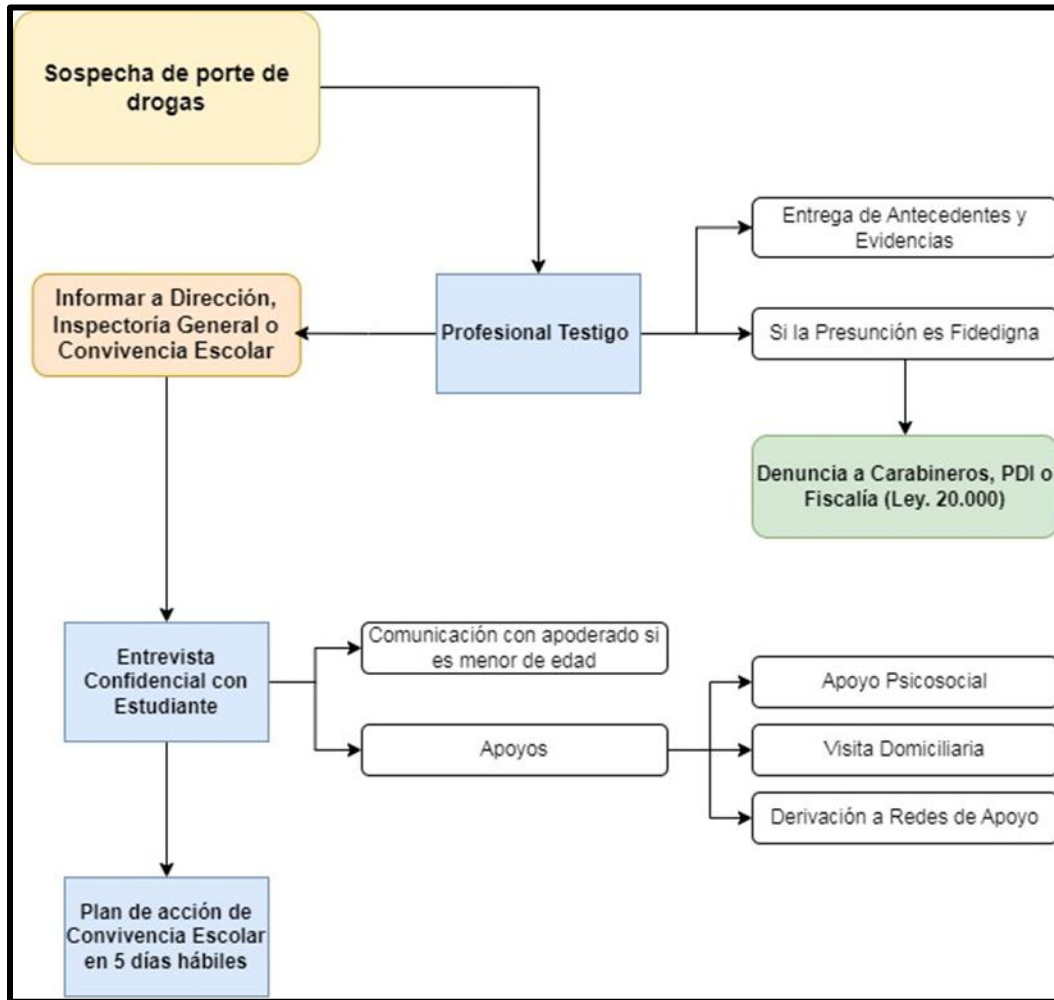 Sospecha de porte de
drogas
Entrega de Antecedentes y
Evidencias
Informar a Dirección,
Inspectoría General o
Convivencia Escolar
Profesional Testigo
Si la Presunción es Fidedigna
Denuncia a Carabineros, PDI o
Fiscalía (Ley. 20.000)
Entrevista
Confidencial con
Estudiante
Comunicación con apoderado si
es menor de edad
Apoyos
Apoyo Psicosocial
Visita Domiciliaria
Derivación a Redes de Apoyo
Plan de acción de
Convivencia Escolar
en 5 días hábiles